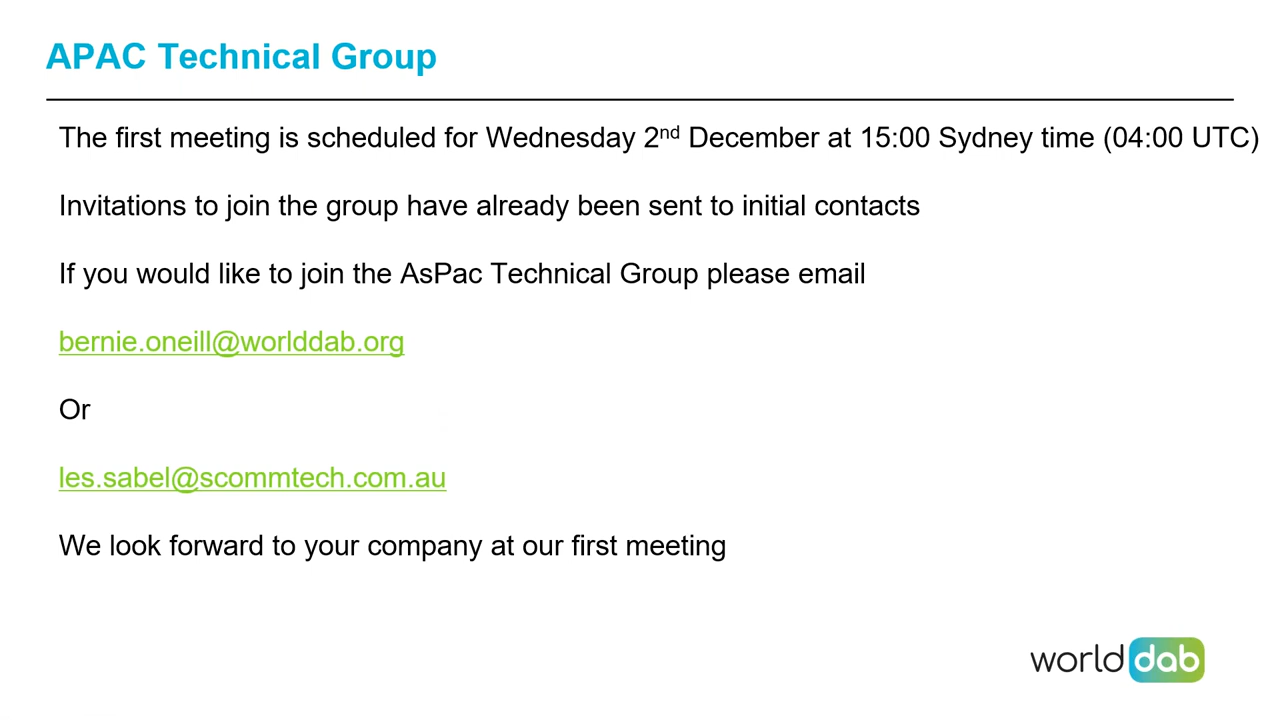 APAC Technical Group
The first meeting is scheduled for Wednesday 2nd December at 15:00 Sydney time (04:00 UTC)
Invitations to join the group have already been sent to initial contacts
If you would like to join the AsPac Technical Group please email
bernie.oneill@worlddab.org
Or
les.sabel@scommtech.com.au
We look forward to your company at our first meeting
world dab